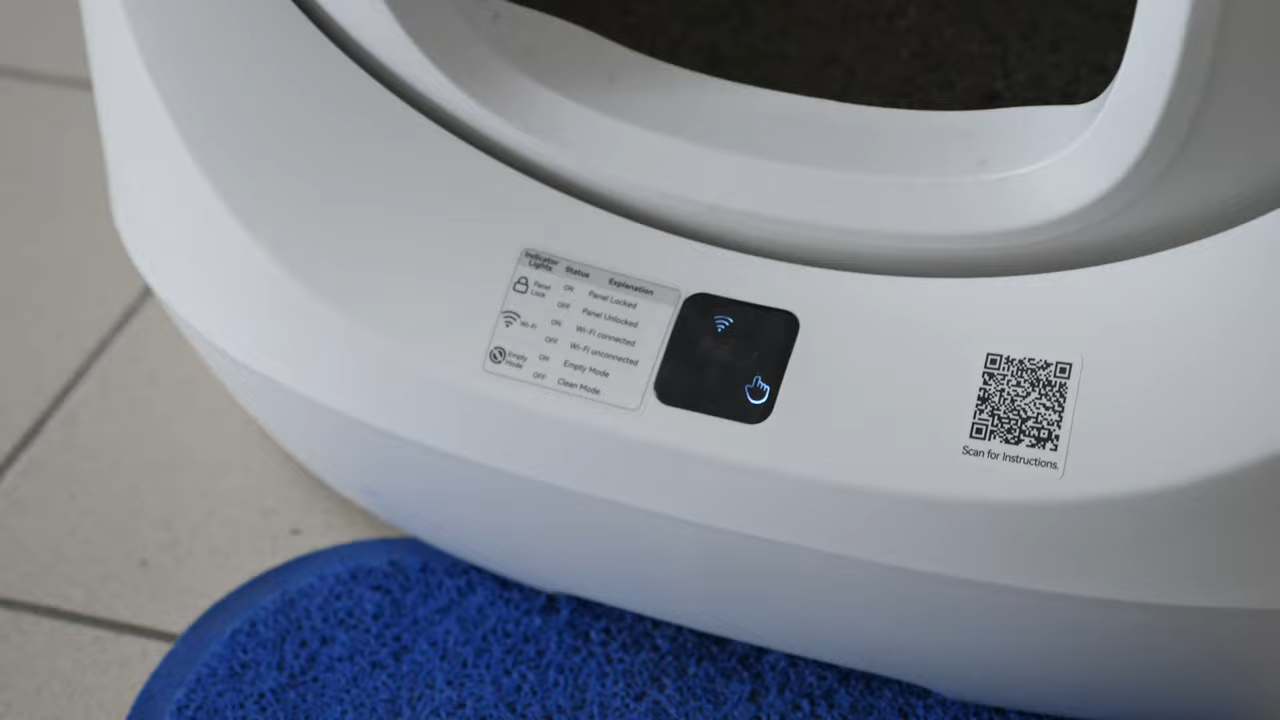 Indicator Lights Status Explanation
Panel Lock ON Panel Locked
OFF Panel Unlocked
Wi-Fi ON Wi-Fi connected
OFF Wi-Fi unconnected
Empty Mode ON Empty Mode
OFF Clean Mode
Scan for Instructions.